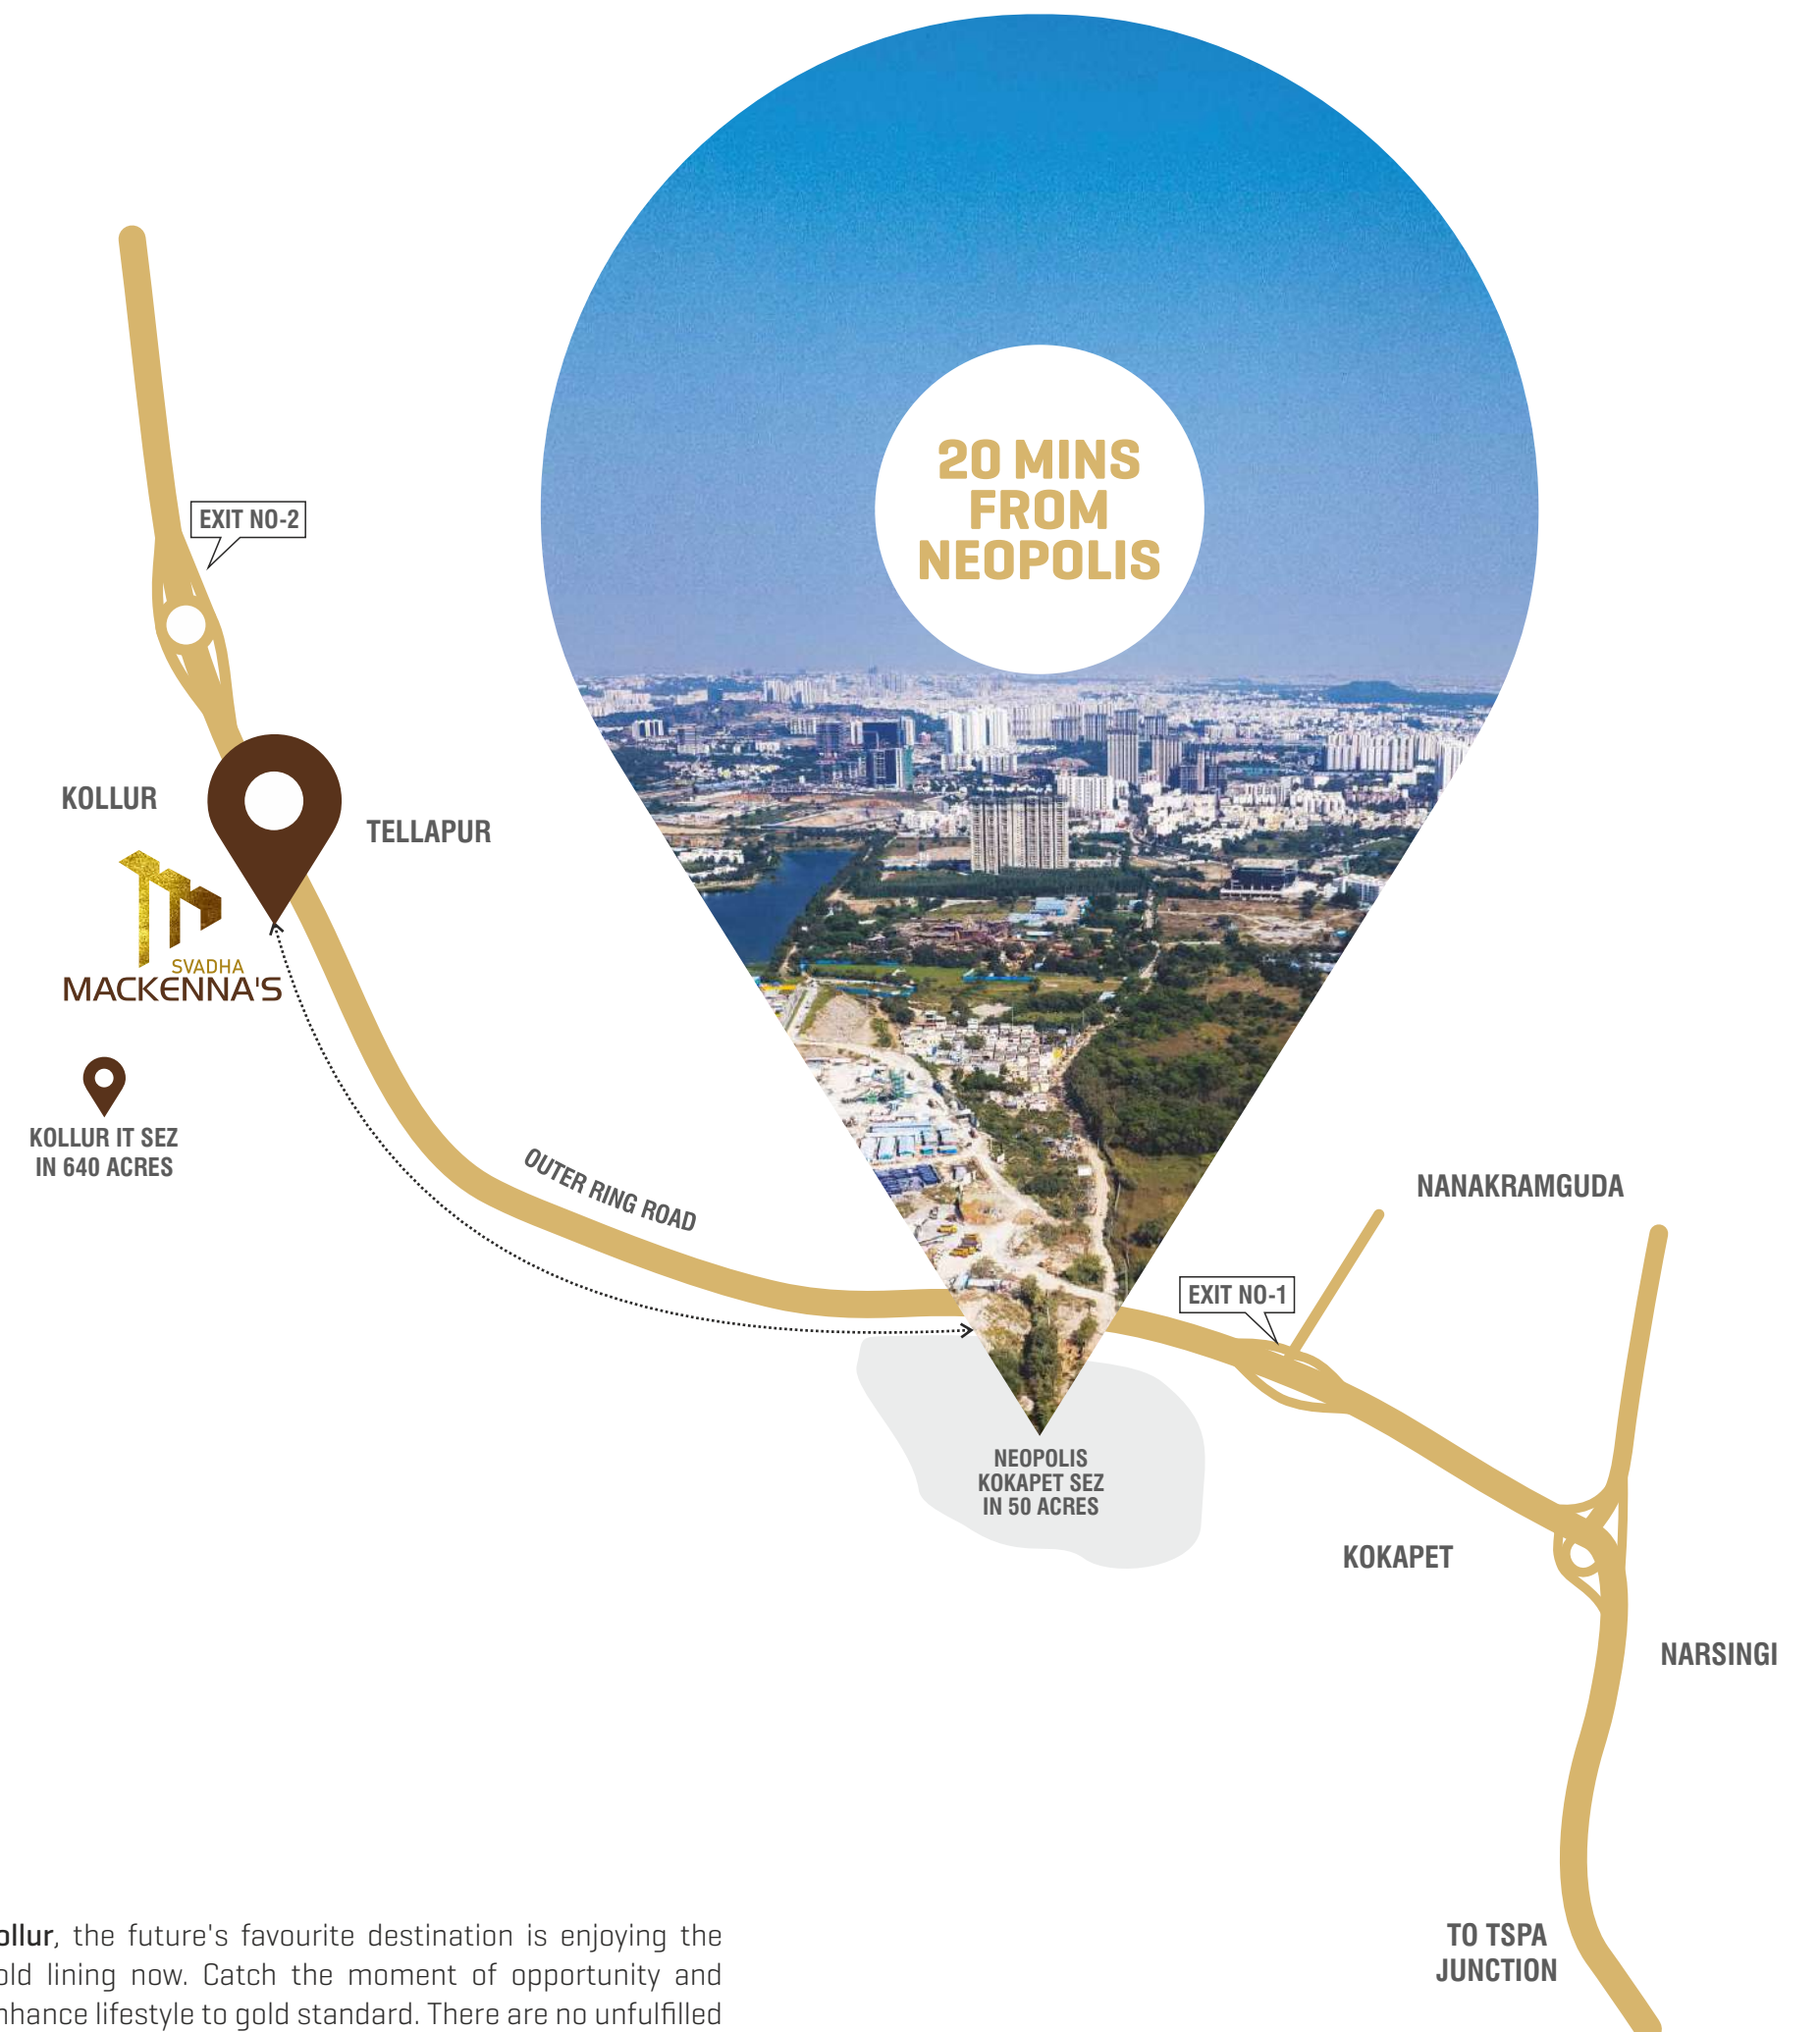 20 MINS
FROM
NEOPOLIS
EXIT NO-2
KOLLUR
TELLAPUR
SVADHA
MACKENNA'S
KOLLUR IT SEZ
IN 640 ACRES
OUTER RING ROAD
NANAKRAMGUDA
EXIT NO-1
NEOPOLIS
KOKAPET SEZ
IN 50 ACRES
KOKAPET
NARSINGI
TO TSPA
JUNCTION
ollur, the future's favourite destination is enjoying the
old lining now. Catch the moment of opportunity and
nhance lifestyle to gold standard. There are no unfulfilled